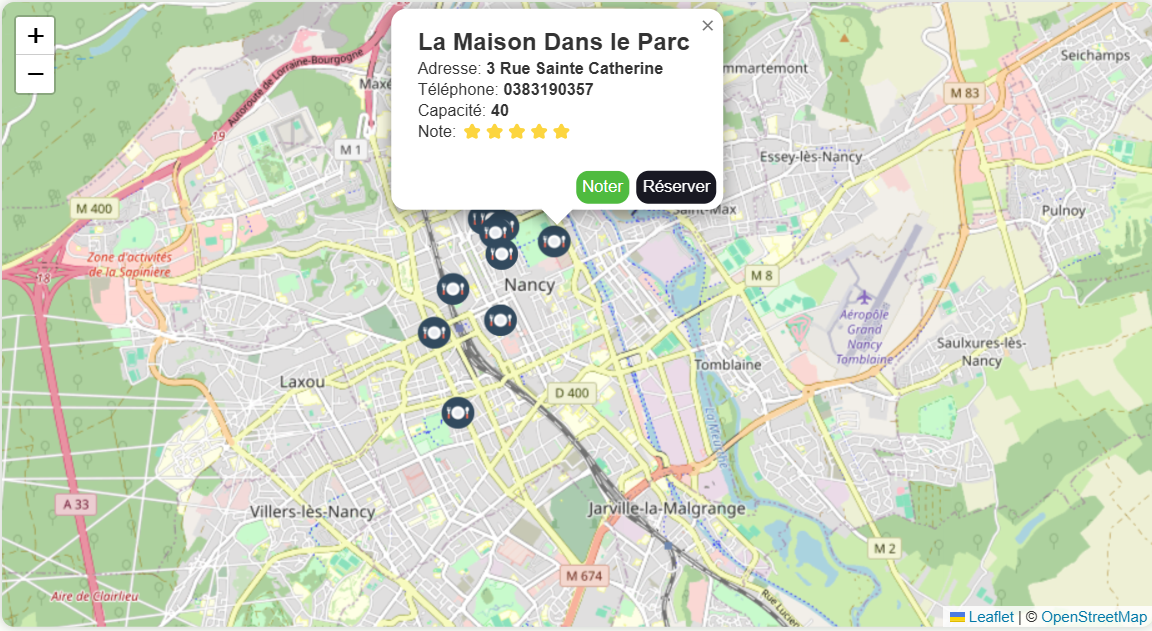 +
−
La Maison Dans le Parc
×
Adresse: 3 Rue Sainte Catherine
Téléphone: 0383190357
Capacité: 40
Note:
Noter
Réserver
Autoroute de Lorraine-Bourgogne
Maxé
mmartemont
Seichamps
M 83
19
M 1
Essey-lès-Nancy
M 400
Saint-Max
Pulnoy
Zone d'activités
de la Sapinière
18
M 8
Nancy
Aéropôle
Grand
Nancy
Tomblaine
Saulxures-lès-
Nancy
Tomblaine
Laxou
D 400
La Meurthe
A 33
Villers-lès-Nancy
Jarville-la-Malgrange
M 2
M 674
Aire de Clairlieu
Rue Lucien
Leaflet | © OpenStreetMap